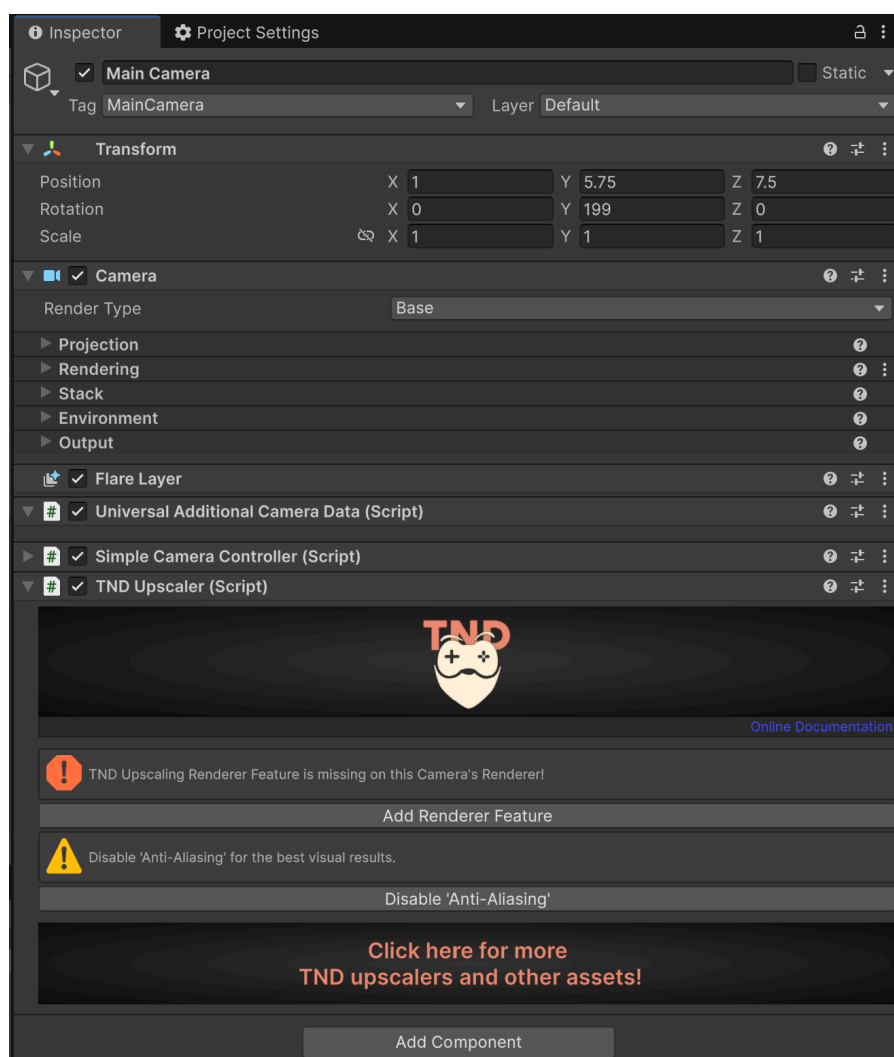 Inspector Project Settings
Main Camera Static
Tag MainCamera Layer Default
Transform
Position X 1 Y 5.75 Z 7.5
Rotation X 0 Y 199 Z 0
Scale X 1 Y 1 Z 1
Camera
Render Type Base
Projection
Rendering
Stack
Environment
Output
Flare Layer
# Universal Additional Camera Data (Script)
# Simple Camera Controller (Script)
# TND Upscaler (Script)
TND
Online Documentation
TND Upscaling Renderer Feature is missing on this Camera's Renderer!
Add Renderer Feature
Disable 'Anti-Aliasing' for the best visual results.
Disable 'Anti-Aliasing'
Click here for more
TND upscalers and other assets!
Add Component